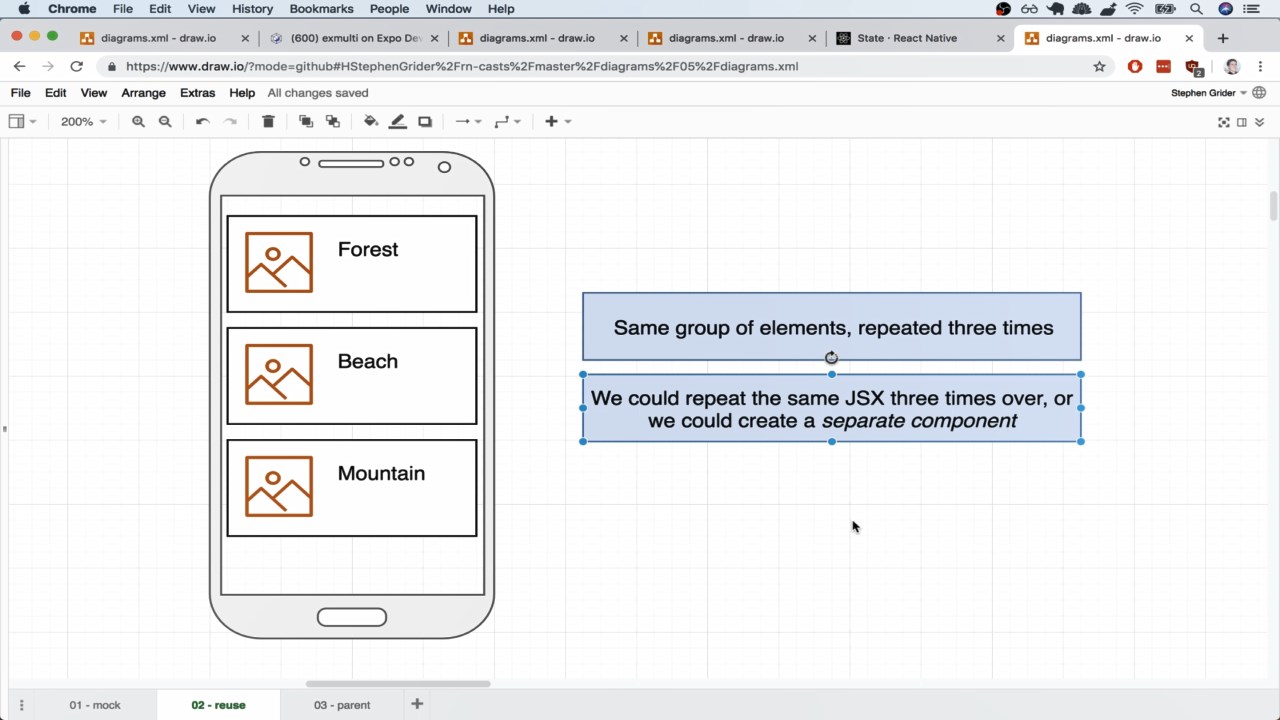 Chrome File Edit View History Bookmarks People Window Help
diagrams.xml - draw.io
(600) exmulti on Expo Dev
diagrams.xml - draw.io
diagrams.xml - draw.io
State · React Native
diagrams.xml - draw.io
https://www.draw.io/?mode=github#HStephenGrider%2Frn-casts%2Fmaster%2Fdiagrams%2F05%2Fdiagrams.xml
2
File Edit View Arrange Extras Help All changes saved
Stephen Grider
200%
Forest
Beach
Mountain
Same group of elements, repeated three times
We could repeat the same JSX three times over, or
we could create a separate component
01 - mock
02 - reuse
03 - parent